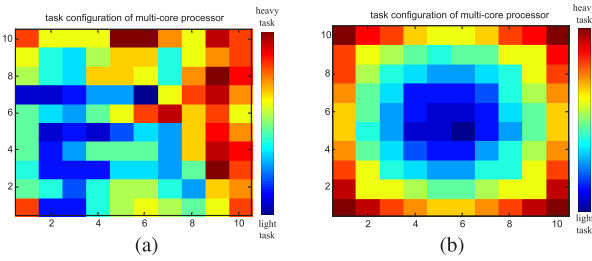 task configuration of multi-core processor
heavy
task
10
8
6
4
2
2 4 6 8 10
light
task
(a)
task configuration of multi-core processor
heavy
task
10
8
6
4
2
2 4 6 8 10
light
task
(b)